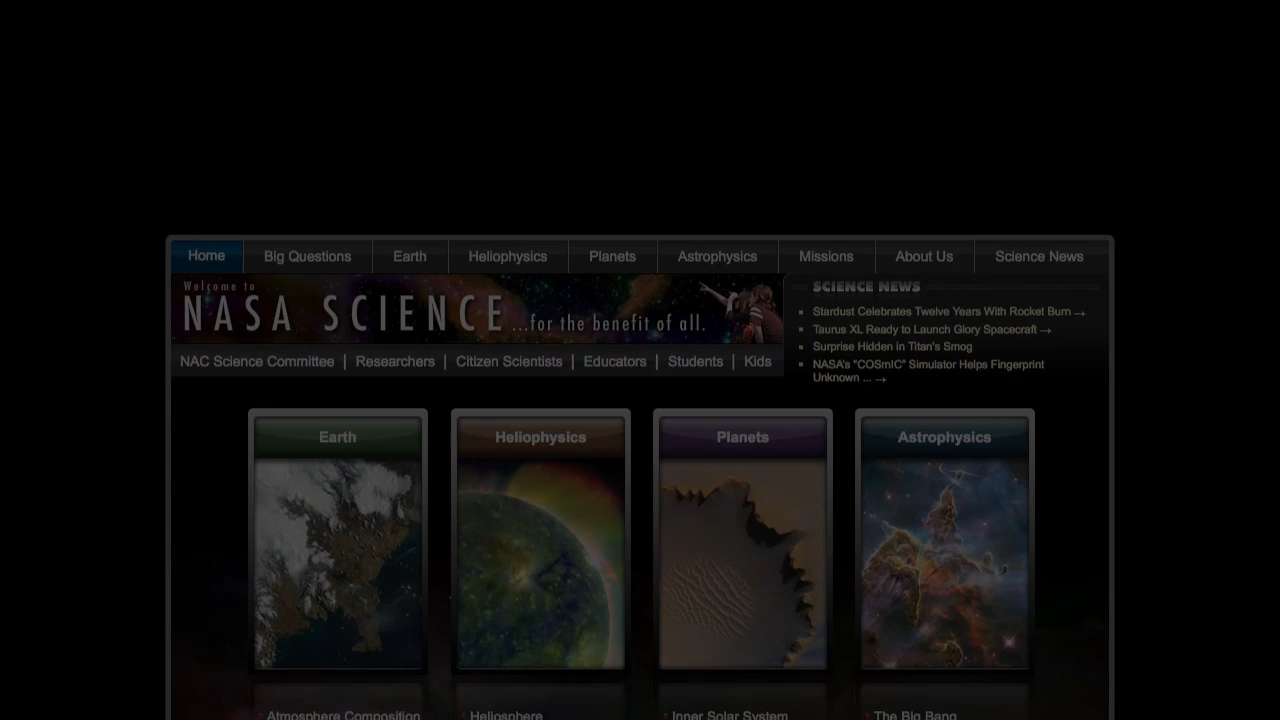 Home Big Questions Earth Heliophysics Planets Astrophysics Missions About Us Science News
Welcome to
NASA SCIENCE ...for the benefit of all.
NAC Science Committee | Researchers | Citizen Scientists | Educators | Students | Kids
SCIENCE NEWS
Stardust Celebrates Twelve Years With Rocket Burn →
Taurus XL Ready to Launch Glory Spacecraft →
Surprise Hidden in Titan's Smog
NASA's "COSmIC" Simulator Helps Fingerprint
Unknown ... →
Earth Heliophysics Planets Astrophysics
Atmosphere Composition Heliosphere Inner Solar System The Big Bang